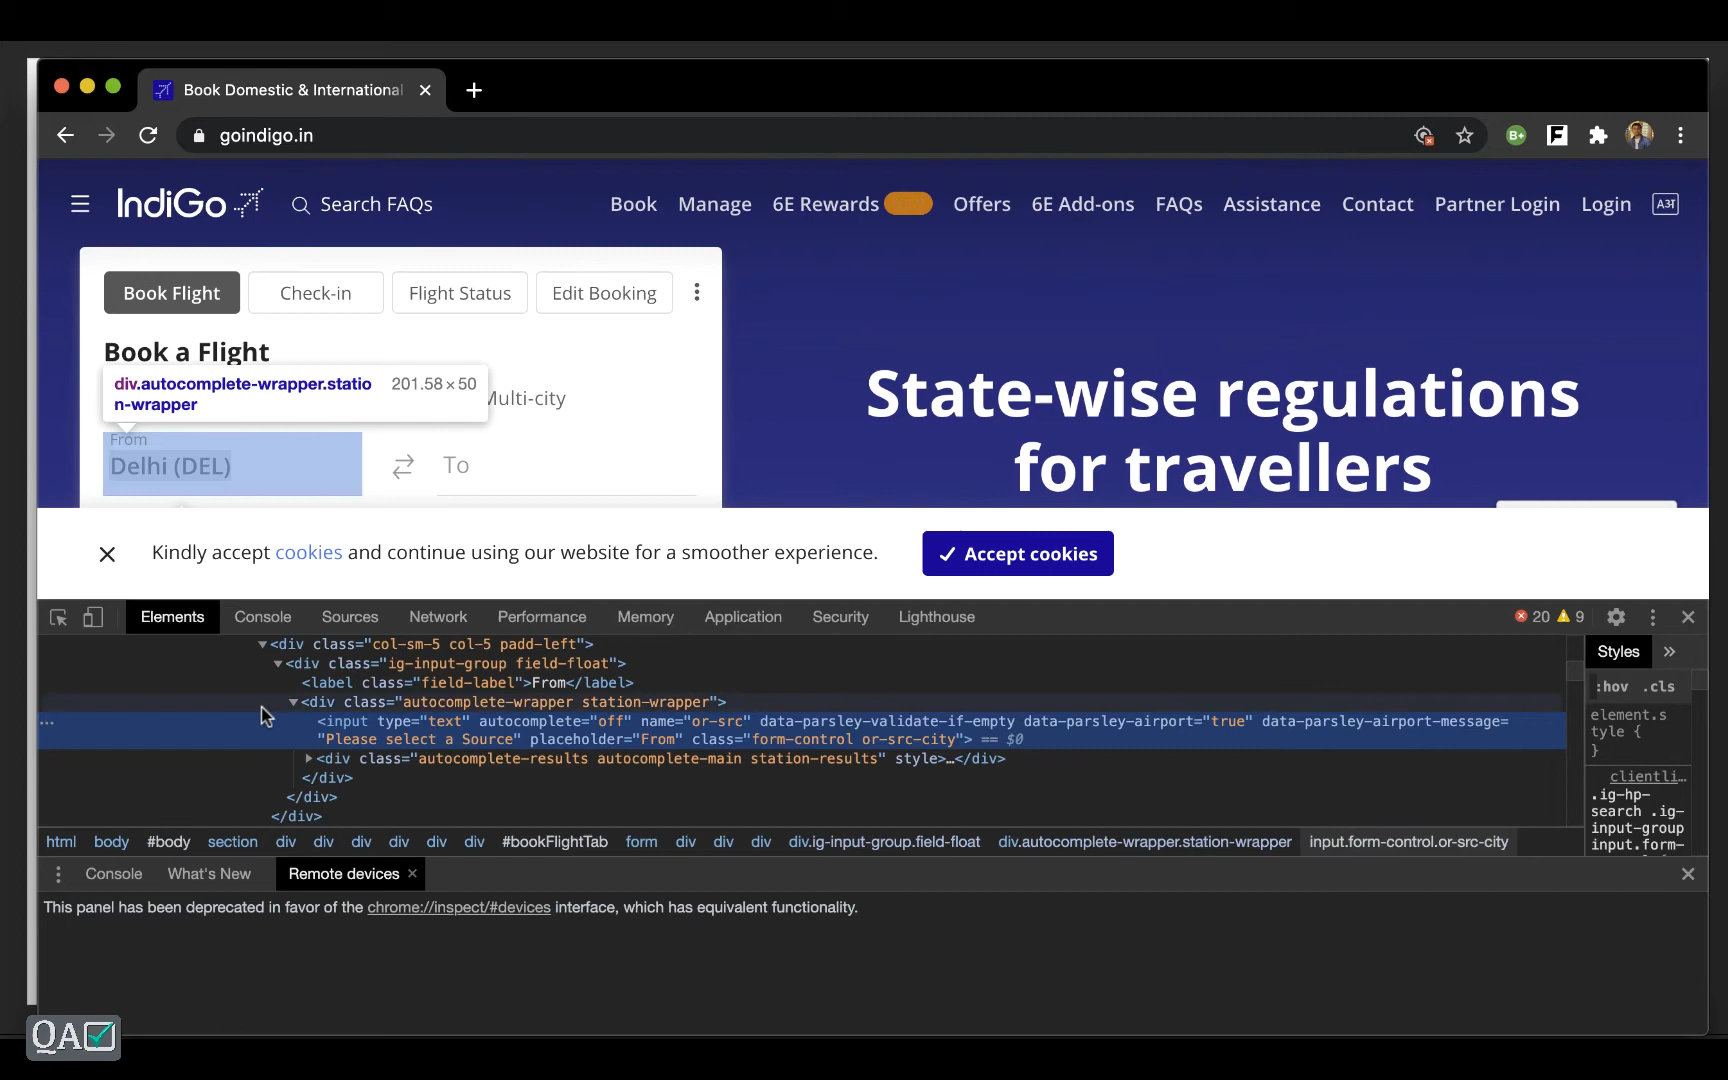 Book Domestic & International
goindigo.in
B+
F
IndiGo
Search FAQs
Book
Manage
6E Rewards
Offers
6E Add-ons
FAQs
Assistance
Contact
Partner Login
Login
Book Flight
Check-in
Flight Status
Edit Booking
Book a Flight
div.autocomplete-wrapper.statio
n-wrapper
201.58 × 50
Multi-city
From
Delhi (DEL)
To
State-wise regulations
for travellers
Kindly accept cookies and continue using our website for a smoother experience.
Accept cookies
Elements
Console
Sources
Network
Performance
Memory
Application
Security
Lighthouse
20
9
<div class="col-sm-5 col-5 padd-left">
<div class="ig-input-group field-float">
<label class="field-label">From</label>
<div class="autocomplete-wrapper station-wrapper">
<input type="text" autocomplete="off" name="or-src" data-parsley-validate-if-empty data-parsley-airport="true" data-parsley-airport-message=
"Please select a Source" placeholder="From" class="form-control or-src-city"> == $0
<div class="autocomplete-results autocomplete-main station-results" style>…</div>
</div>
</div>
</div>
Styles
:hov .cls
element.s
tyle {
}
clientli…
.ig-hp-
search .ig-
input-group
input.form-
html body #body section div div div div div div #bookFlightTab form div div div div.ig-input-group.field-float div.autocomplete-wrapper.station-wrapper input.form-control.or-src-city
Console
What's New
Remote devices
This panel has been deprecated in favor of the chrome://inspect/#devices interface, which has equivalent functionality.
QA